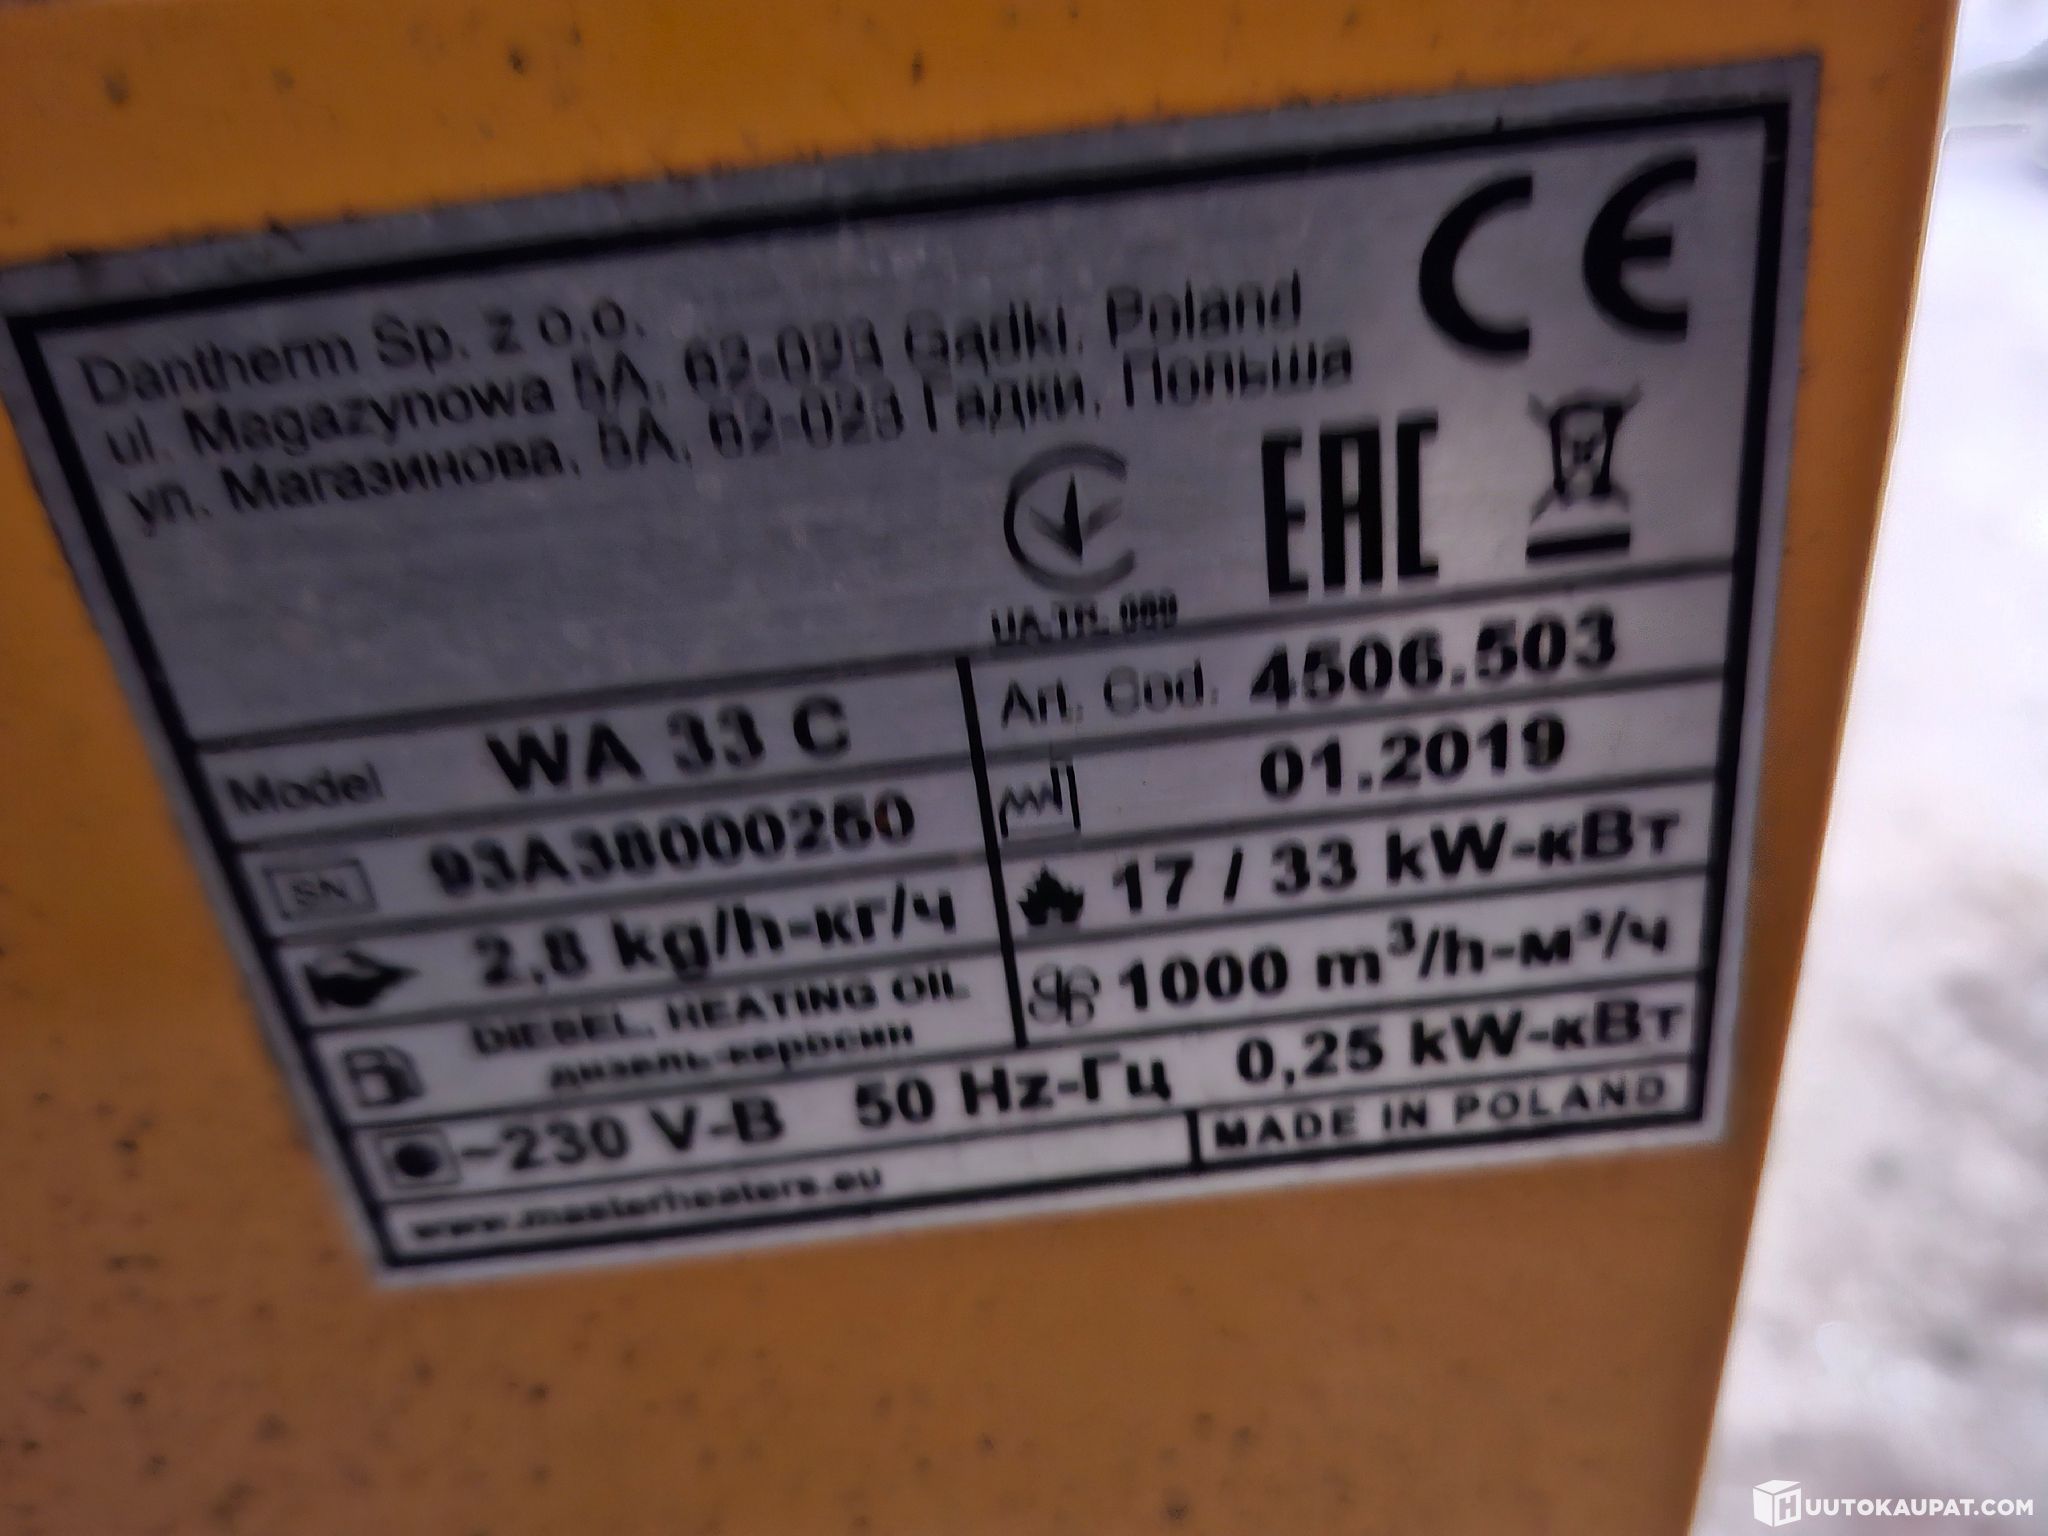 Dantherm Sp. z o.o.
ul. Magazynowa 5A, 62-023 Gądki, Poland
ул. Магазинова, 5А, 62-023 Гадки, Польша
CE
EAC
UA.TR.
Art. Cod. 4506.503
Model WA 33 C
01.2019
SN 93A38000250
17 / 33 kW-кВт
2,8 kg/h-кг/ч
1000 m³/h-м³/ч
DIESEL, HEATING OIL
дизель-керосин
~230 V-В 50 Hz-Гц 0,25 kW-кВт
www.masterheaters.eu
MADE IN POLAND
HUUTOKAUPAT.COM